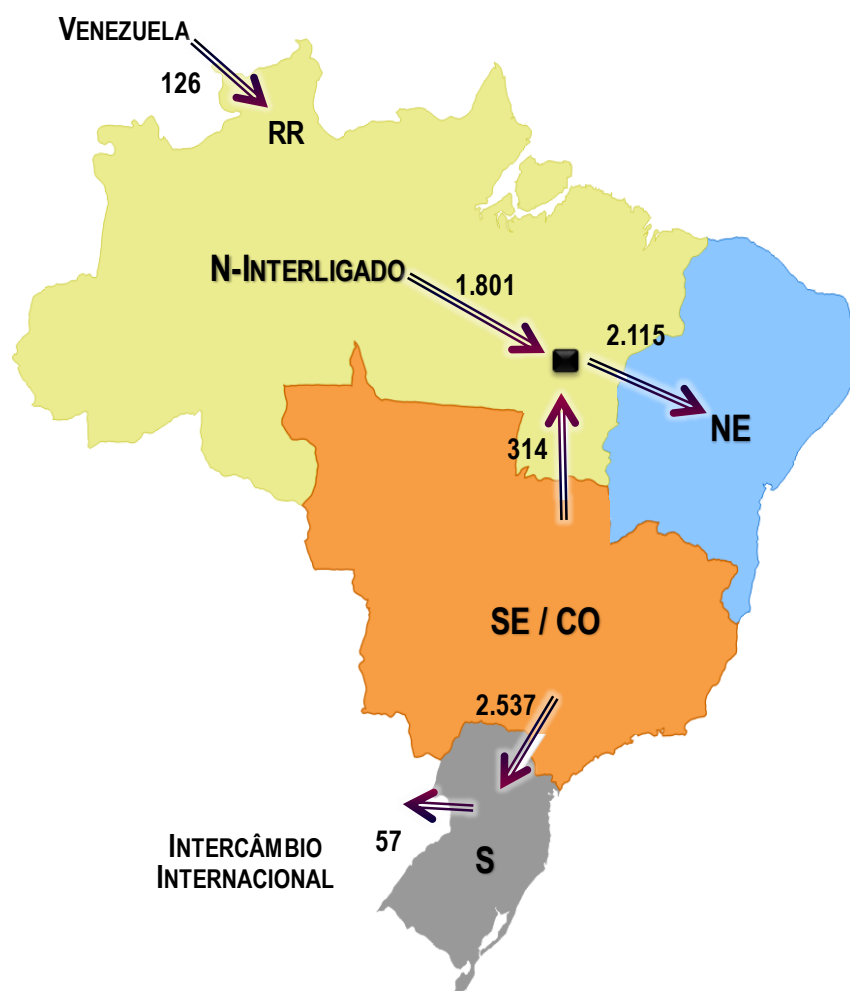 VENEZUELA
126
RR
N-INTERLIGADO
1.801
2.115
NE
314
SE / CO
2.537
57
INTERCÂMBIO
INTERNACIONAL
S